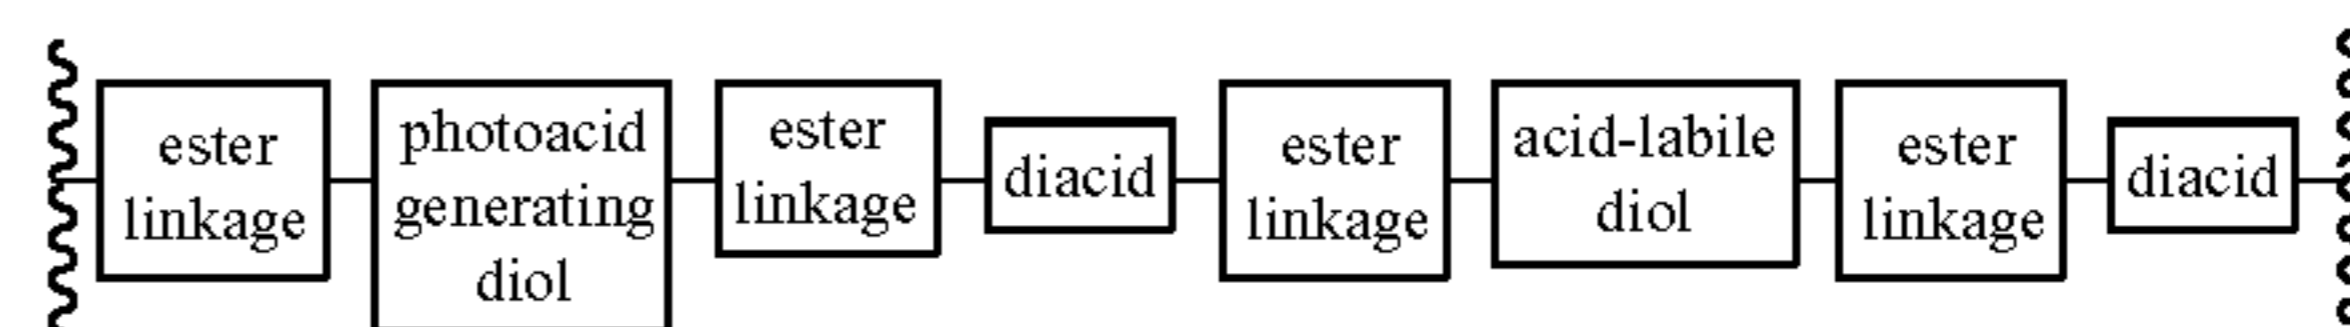 ester
linkage
photoacid
generating
diol
ester
linkage
diacid
ester
linkage
acid-labile
diol
ester
linkage
diacid